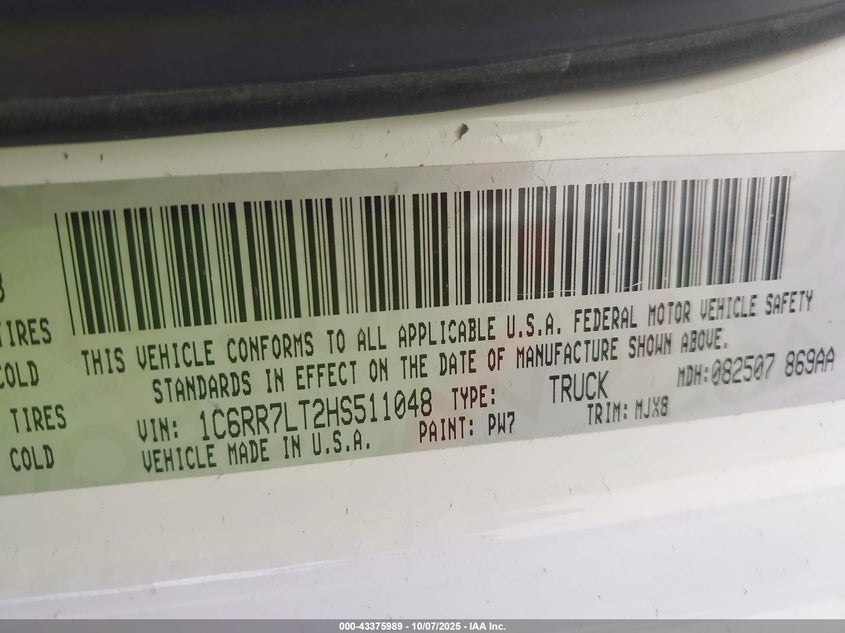 TIRES
COLD
TIRES
COLD
THIS VEHICLE CONFORMS TO ALL APPLICABLE U.S.A. FEDERAL MOTOR VEHICLE SAFETY
STANDARDS IN EFFECT ON THE DATE OF MANUFACTURE SHOWN ABOVE.
VIN: 1C6RR7LT2HS511048 TYPE: TRUCK MDH:082507 869AA
VEHICLE MADE IN U.S.A. PAINT: PW7 TRIM: MJX8
000-43375989 | 10/07/2025 - IAA Inc.